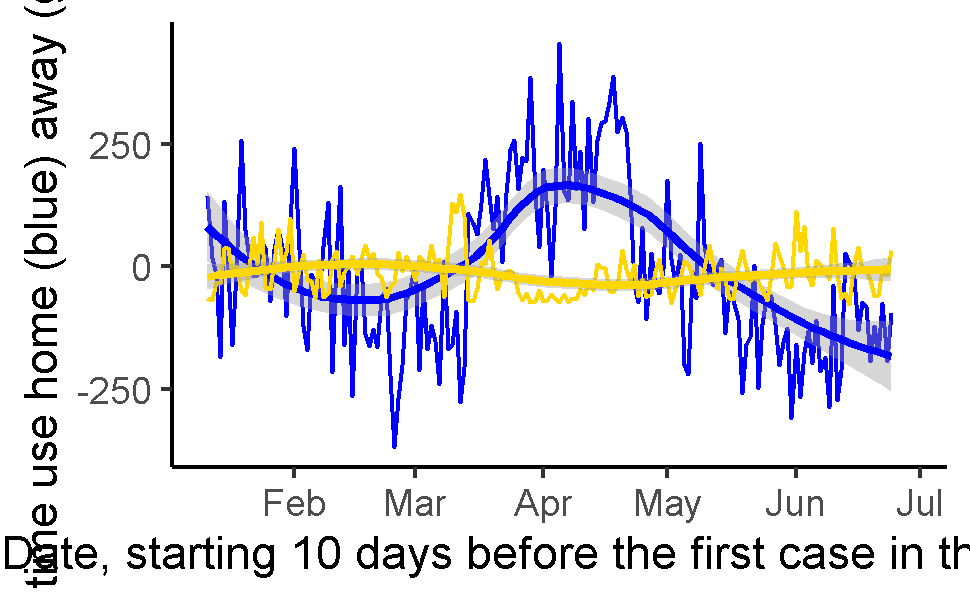 time use home (blue) away (
250
0
-250
Feb Mar Apr May Jun Jul
Date, starting 10 days before the first case in th